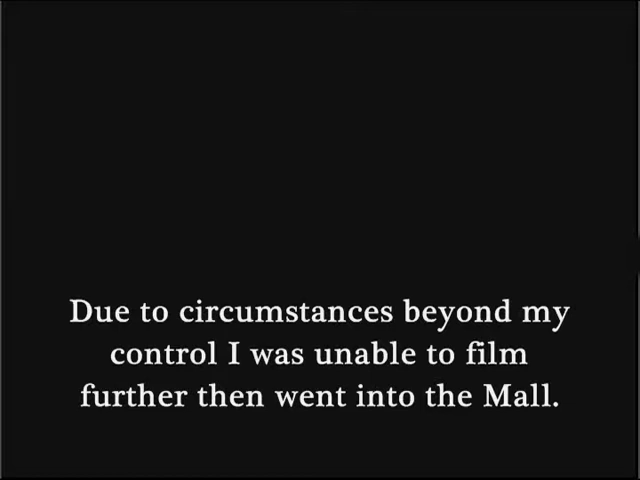 Due to circumstances beyond my
control I was unable to film
further then went into the Mall.